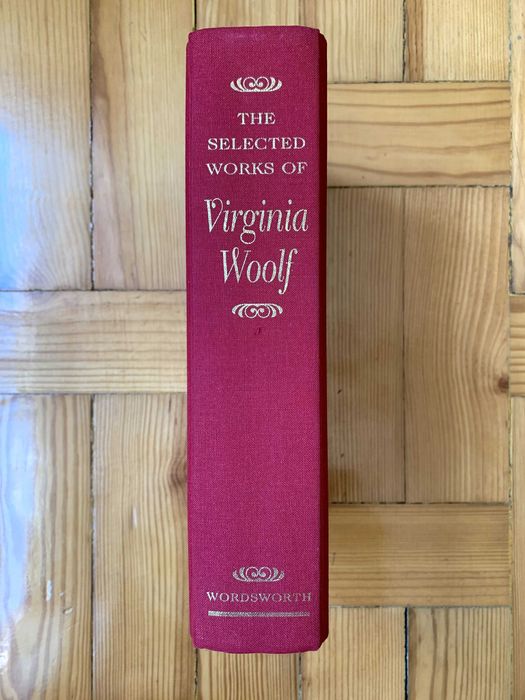 THE
SELECTED
WORKS OF
Virginia
Woolf
WORDSWORTH